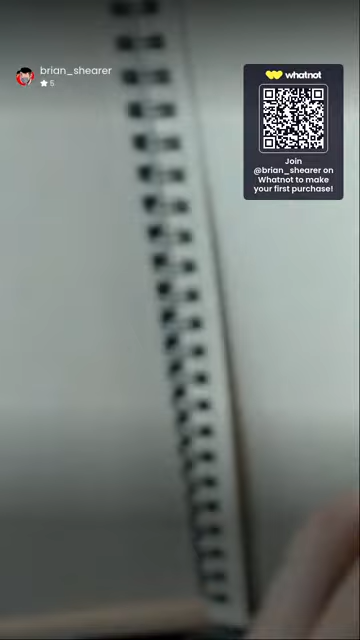 brian_shearer
5
whatnot
Join
@brian_shearer on
Whatnot to make
your first purchase!